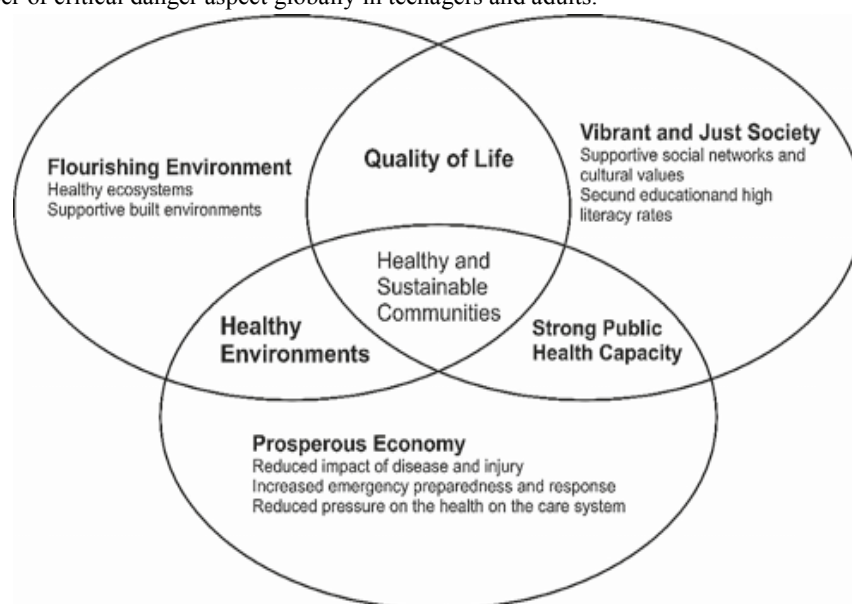 er of critical danger aspect globally in teenagers and adults.
Flourishing Environment
Healthy ecosystems
Supportive built environments
Quality of Life
Vibrant and Just Society
Supportive social networks and
cultural values
Secund educationand high
literacy rates
Healthy and
Sustainable
Communities
Healthy
Environments
Strong Public
Health Capacity
Prosperous Economy
Reduced impact of disease and injury
Increased emergency preparedness and response
Reduced pressure on the health on the care system